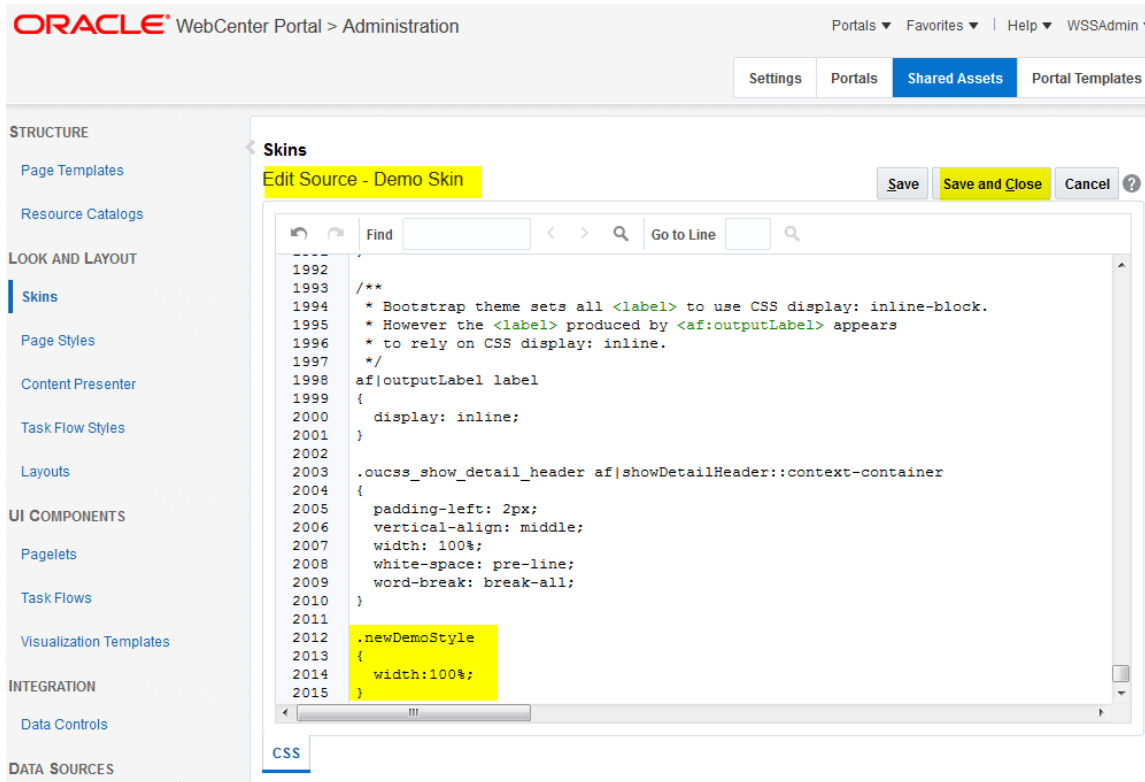 ORACLE® WebCenter Portal > Administration
Portals ▼ Favorites ▼ | Help ▼ WSSAdmin
Settings Portals Shared Assets Portal Templates
STRUCTURE
Page Templates
Resource Catalogs
LOOK AND LAYOUT
Skins
Page Styles
Content Presenter
Task Flow Styles
Layouts
UI COMPONENTS
Pagelets
Task Flows
Visualization Templates
INTEGRATION
Data Controls
DATA SOURCES
Skins
Edit Source - Demo Skin
Save Save and Close Cancel ?
Find Go to Line
1992
1993 /**
1994 * Bootstrap theme sets all <label> to use CSS display: inline-block.
1995 * However the <label> produced by <af:outputLabel> appears
1996 * to rely on CSS display: inline.
1997 */
1998 af|outputLabel label
1999 {
2000 display: inline;
2001 }
2002
2003 .oucss_show_detail_header af|showDetailHeader::context-container
2004 {
2005 padding-left: 2px;
2006 vertical-align: middle;
2007 width: 100%;
2008 white-space: pre-line;
2009 word-break: break-all;
2010 }
2011
2012 .newDemoStyle
2013 {
2014 width:100%;
2015 }
CSS